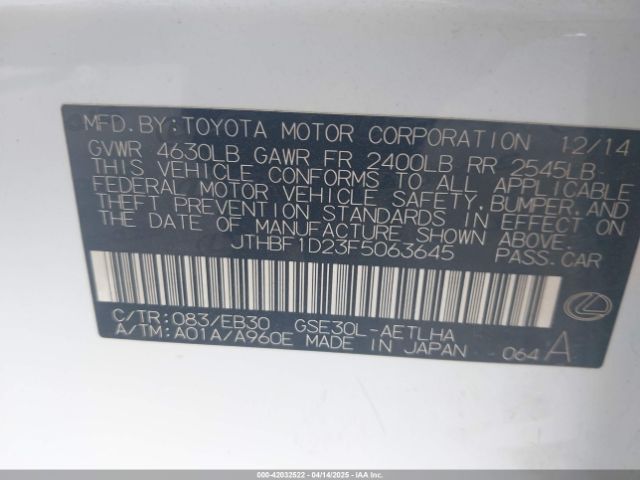 MFD.BY:TOYOTA MOTOR CORPORATION 12/14
GVWR 4630LB GAWR FR 2400LB RR 2545LB
THIS VEHICLE CONFORMS TO ALL APPLICABLE
FEDERAL MOTOR VEHICLE SAFETY,BUMPER,AND
THEFT PREVENTION STANDARDS IN EFFECT ON
THE DATE OF MANUFACTURE SHOWN ABOVE.
JTHBF1D23F5063645 PASS.CAR
C/TR:083/EB30 GSE30L-AETLHA
A/TM:A01A/A960E MADE IN JAPAN 064 A
000-42032522 - 04/14/2025 - IAAI.COM